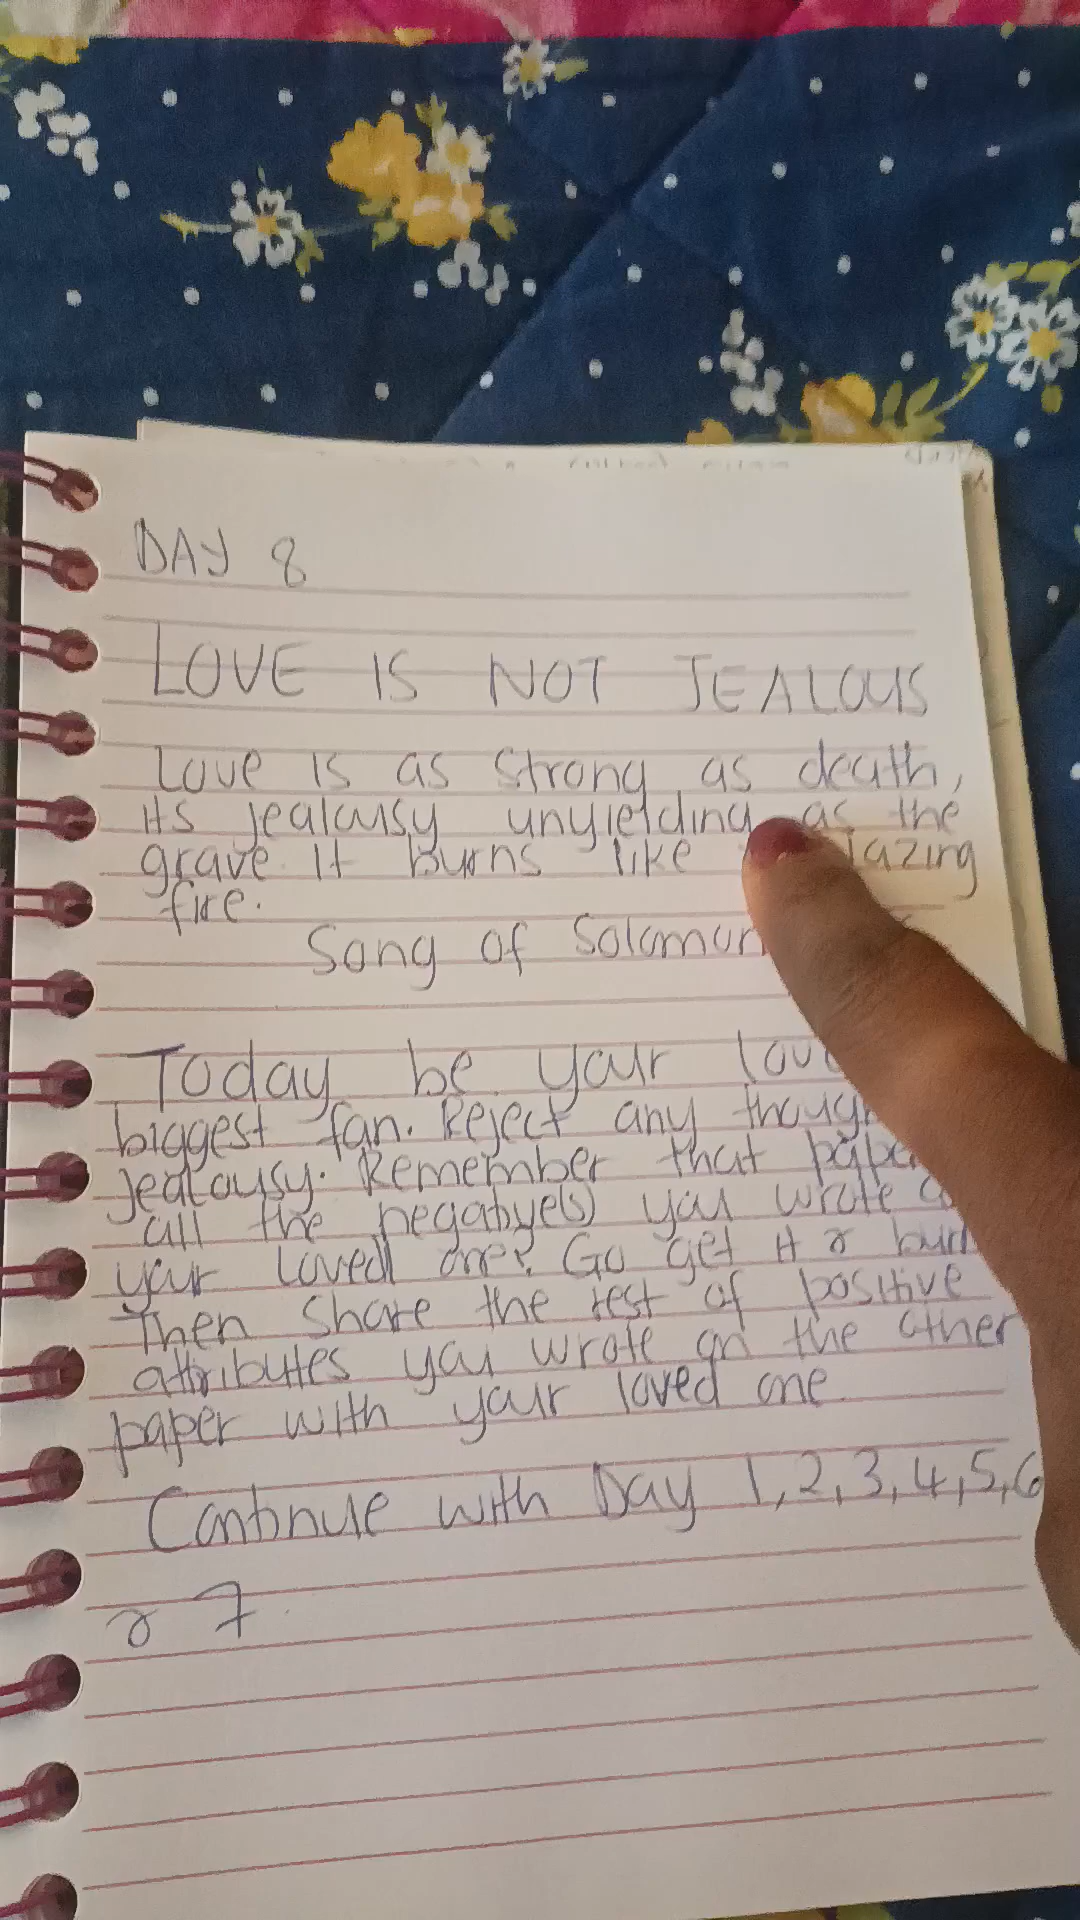 DAY 8
LOVE IS NOT JEALOUS
Love is as strong as death,
its jealousy unyielding as the
grave. It burns like lazing
fire.
Song of Solomon
Today be your
biggest fan. Reject any
jealousy. Remember that
all the you wrote
your loved one? Go get it &
Then share the rest of positive
attributes you wrote on the other
paper with your loved one.
Continue with Day 1,2,3,4,5,6
& 7.